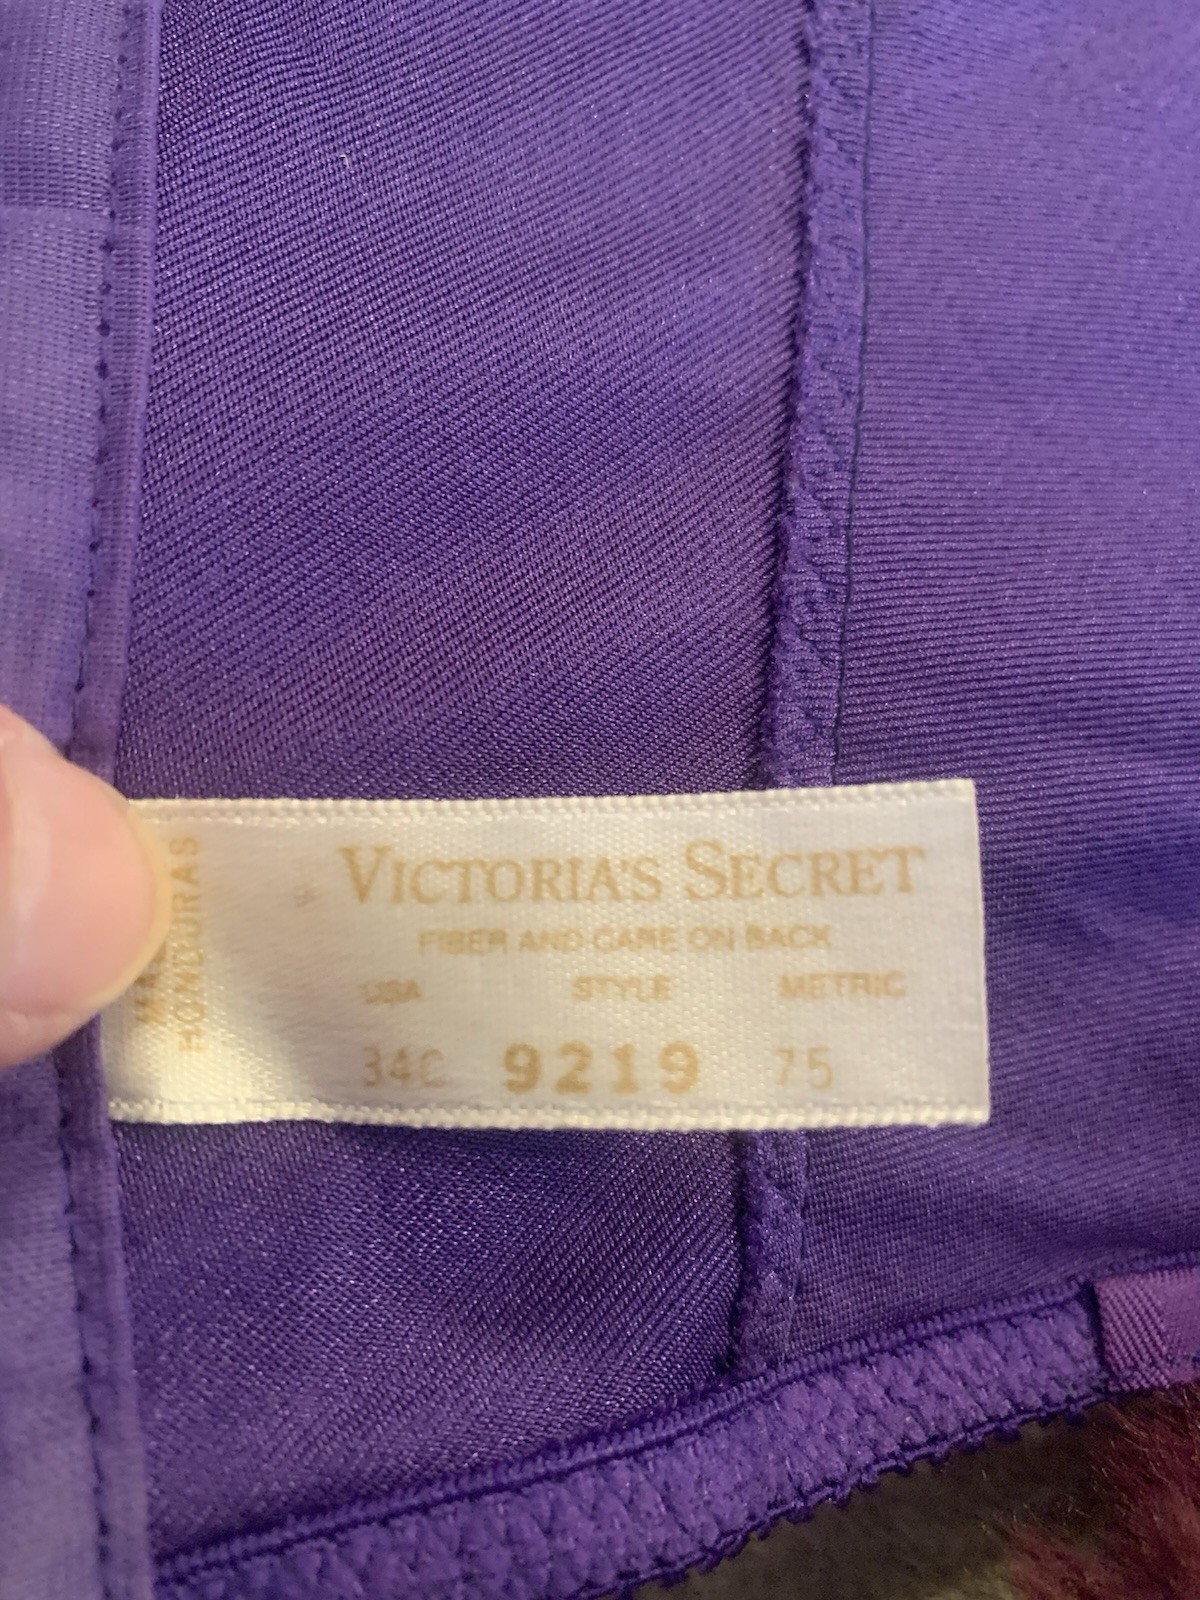 VICTORIA'S SECRET
FIBER AND CARE ON BACK
USA STYLE METRIC
34C 9219 75
HONDURAS